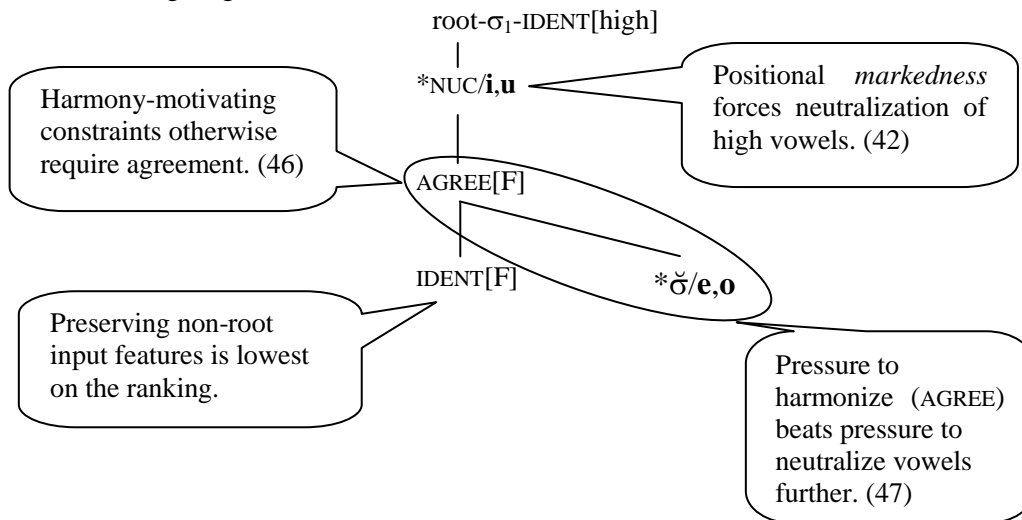 root-σ₁-IDENT[high]
*NUC/i,u
Positional markedness
forces neutralization of
high vowels. (42)
Harmony-motivating
constraints otherwise
require agreement. (46)
AGREE[F]
IDENT[F]
*σ̆/e,o
Preserving non-root
input features is lowest
on the ranking.
Pressure to
harmonize (AGREE)
beats pressure to
neutralize vowels
further. (47)